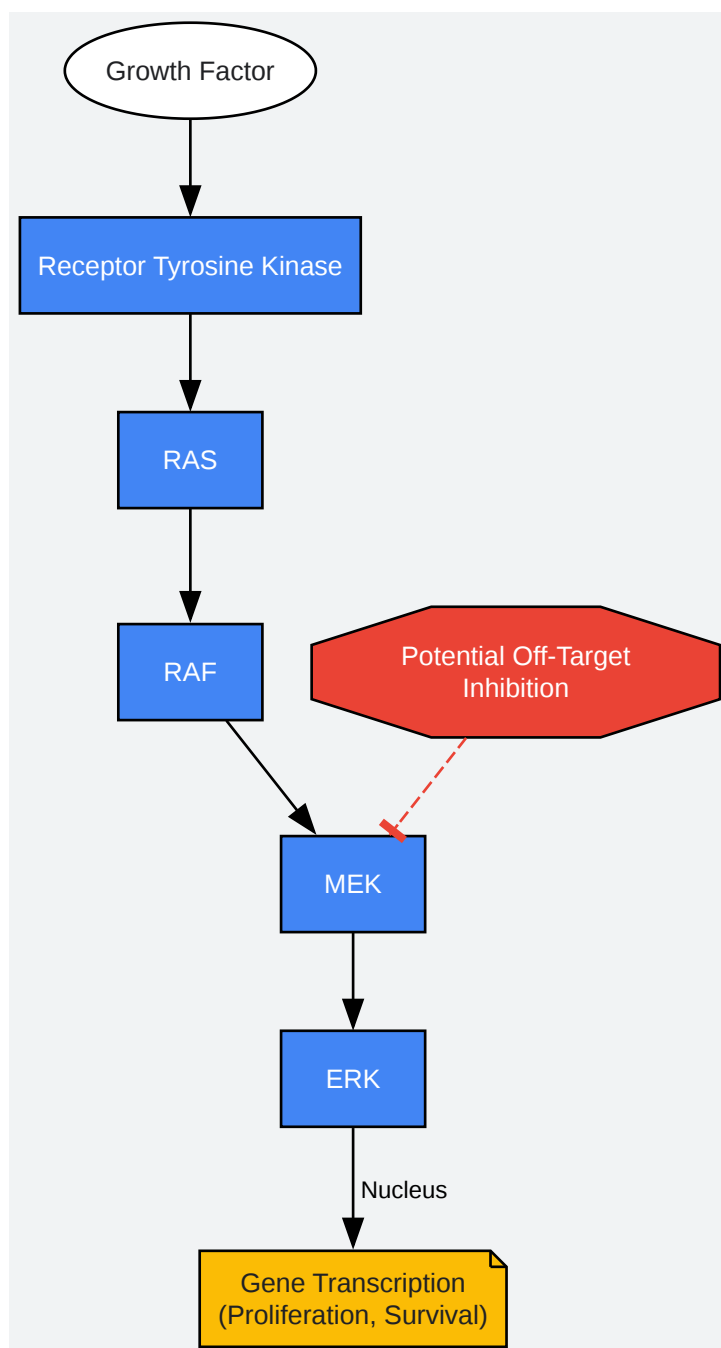 Growth Factor
Receptor Tyrosine Kinase
RAS
RAF
Potential Off-Target
Inhibition
MEK
ERK
Nucleus
Gene Transcription
(Proliferation, Survival)